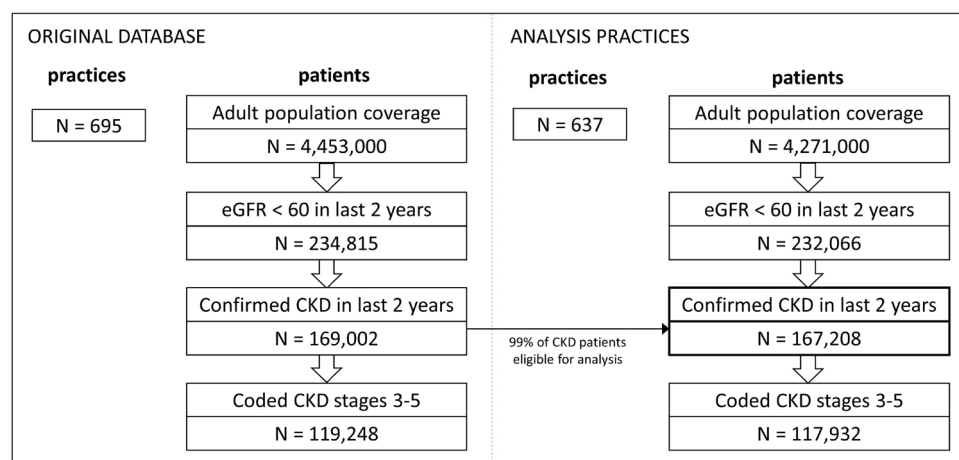 ORIGINAL DATABASE
practices
patients
N = 695
Adult population coverage
N = 4,453,000
eGFR < 60 in last 2 years
N = 234,815
Confirmed CKD in last 2 years
N = 169,002
Coded CKD stages 3-5
N = 119,248
99% of CKD patients
eligible for analysis
ANALYSIS PRACTICES
practices
patients
N = 637
Adult population coverage
N = 4,271,000
eGFR < 60 in last 2 years
N = 232,066
Confirmed CKD in last 2 years
N = 167,208
Coded CKD stages 3-5
N = 117,932